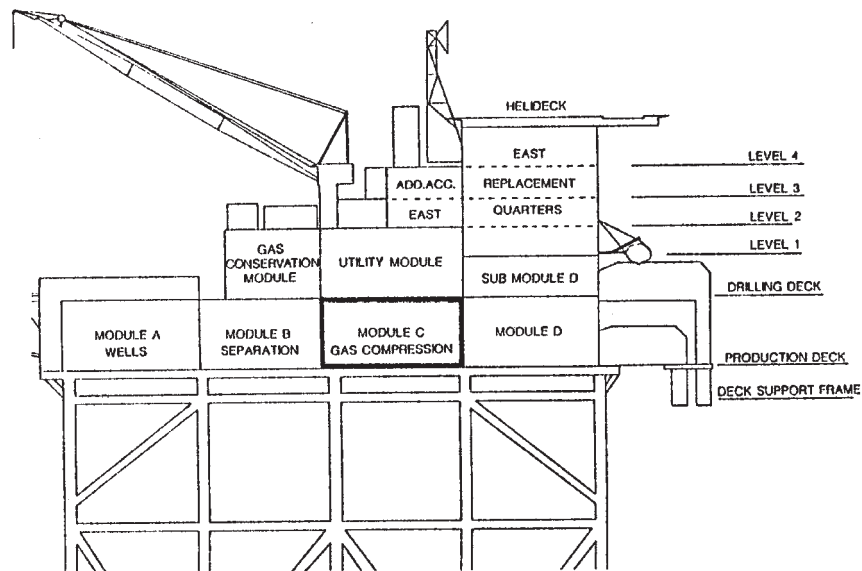 HELIDECK
EAST
LEVEL 4
ADD.ACC.
REPLACEMENT
LEVEL 3
EAST
QUARTERS
LEVEL 2
GAS
CONSERVATION
MODULE
UTILITY MODULE
LEVEL 1
SUB MODULE D
DRILLING DECK
MODULE A
WELLS
MODULE B
SEPARATION
MODULE C
GAS COMPRESSION
MODULE D
PRODUCTION DECK
DECK SUPPORT FRAME